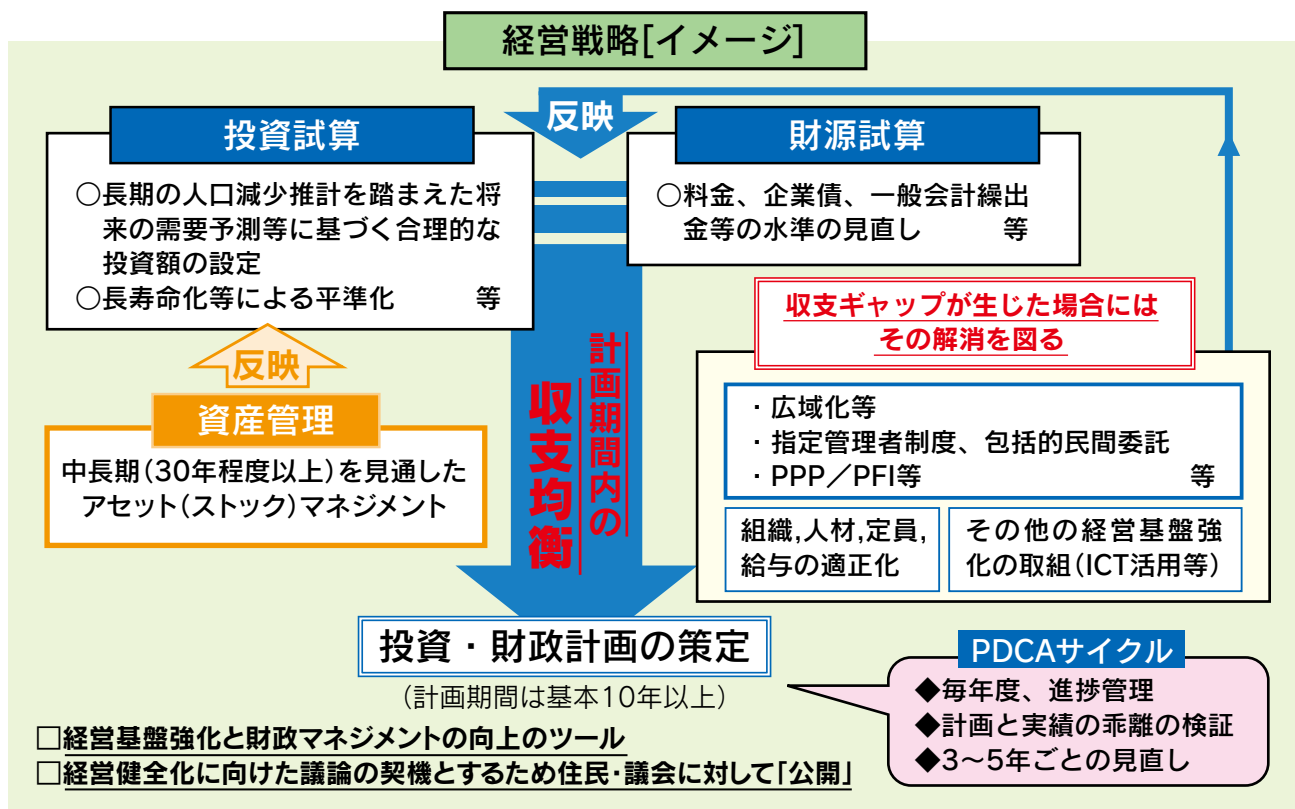 経営戦略[イメージ]
反映
投資試算
○長期の人口減少推計を踏まえた将
来の需要予測等に基づく合理的な
投資額の設定
○長寿命化等による平準化 等
財源試算
○料金、企業債、一般会計繰出
金等の水準の見直し 等
反映
資産管理
中長期(30年程度以上)を見通した
アセット(ストック)マネジメント
計画期間内の
収支均衡
収支ギャップが生じた場合には
その解消を図る
・広域化等
・指定管理者制度、包括的民間委託
・PPP/PFI等 等
組織,人材,定員,
給与の適正化
その他の経営基盤強
化の取組(ICT活用等)
投資・財政計画の策定
(計画期間は基本10年以上)
PDCAサイクル
◆毎年度、進捗管理
◆計画と実績の乖離の検証
◆3~5年ごとの見直し
□経営基盤強化と財政マネジメントの向上のツール
□経営健全化に向けた議論の契機とするため住民・議会に対して「公開」